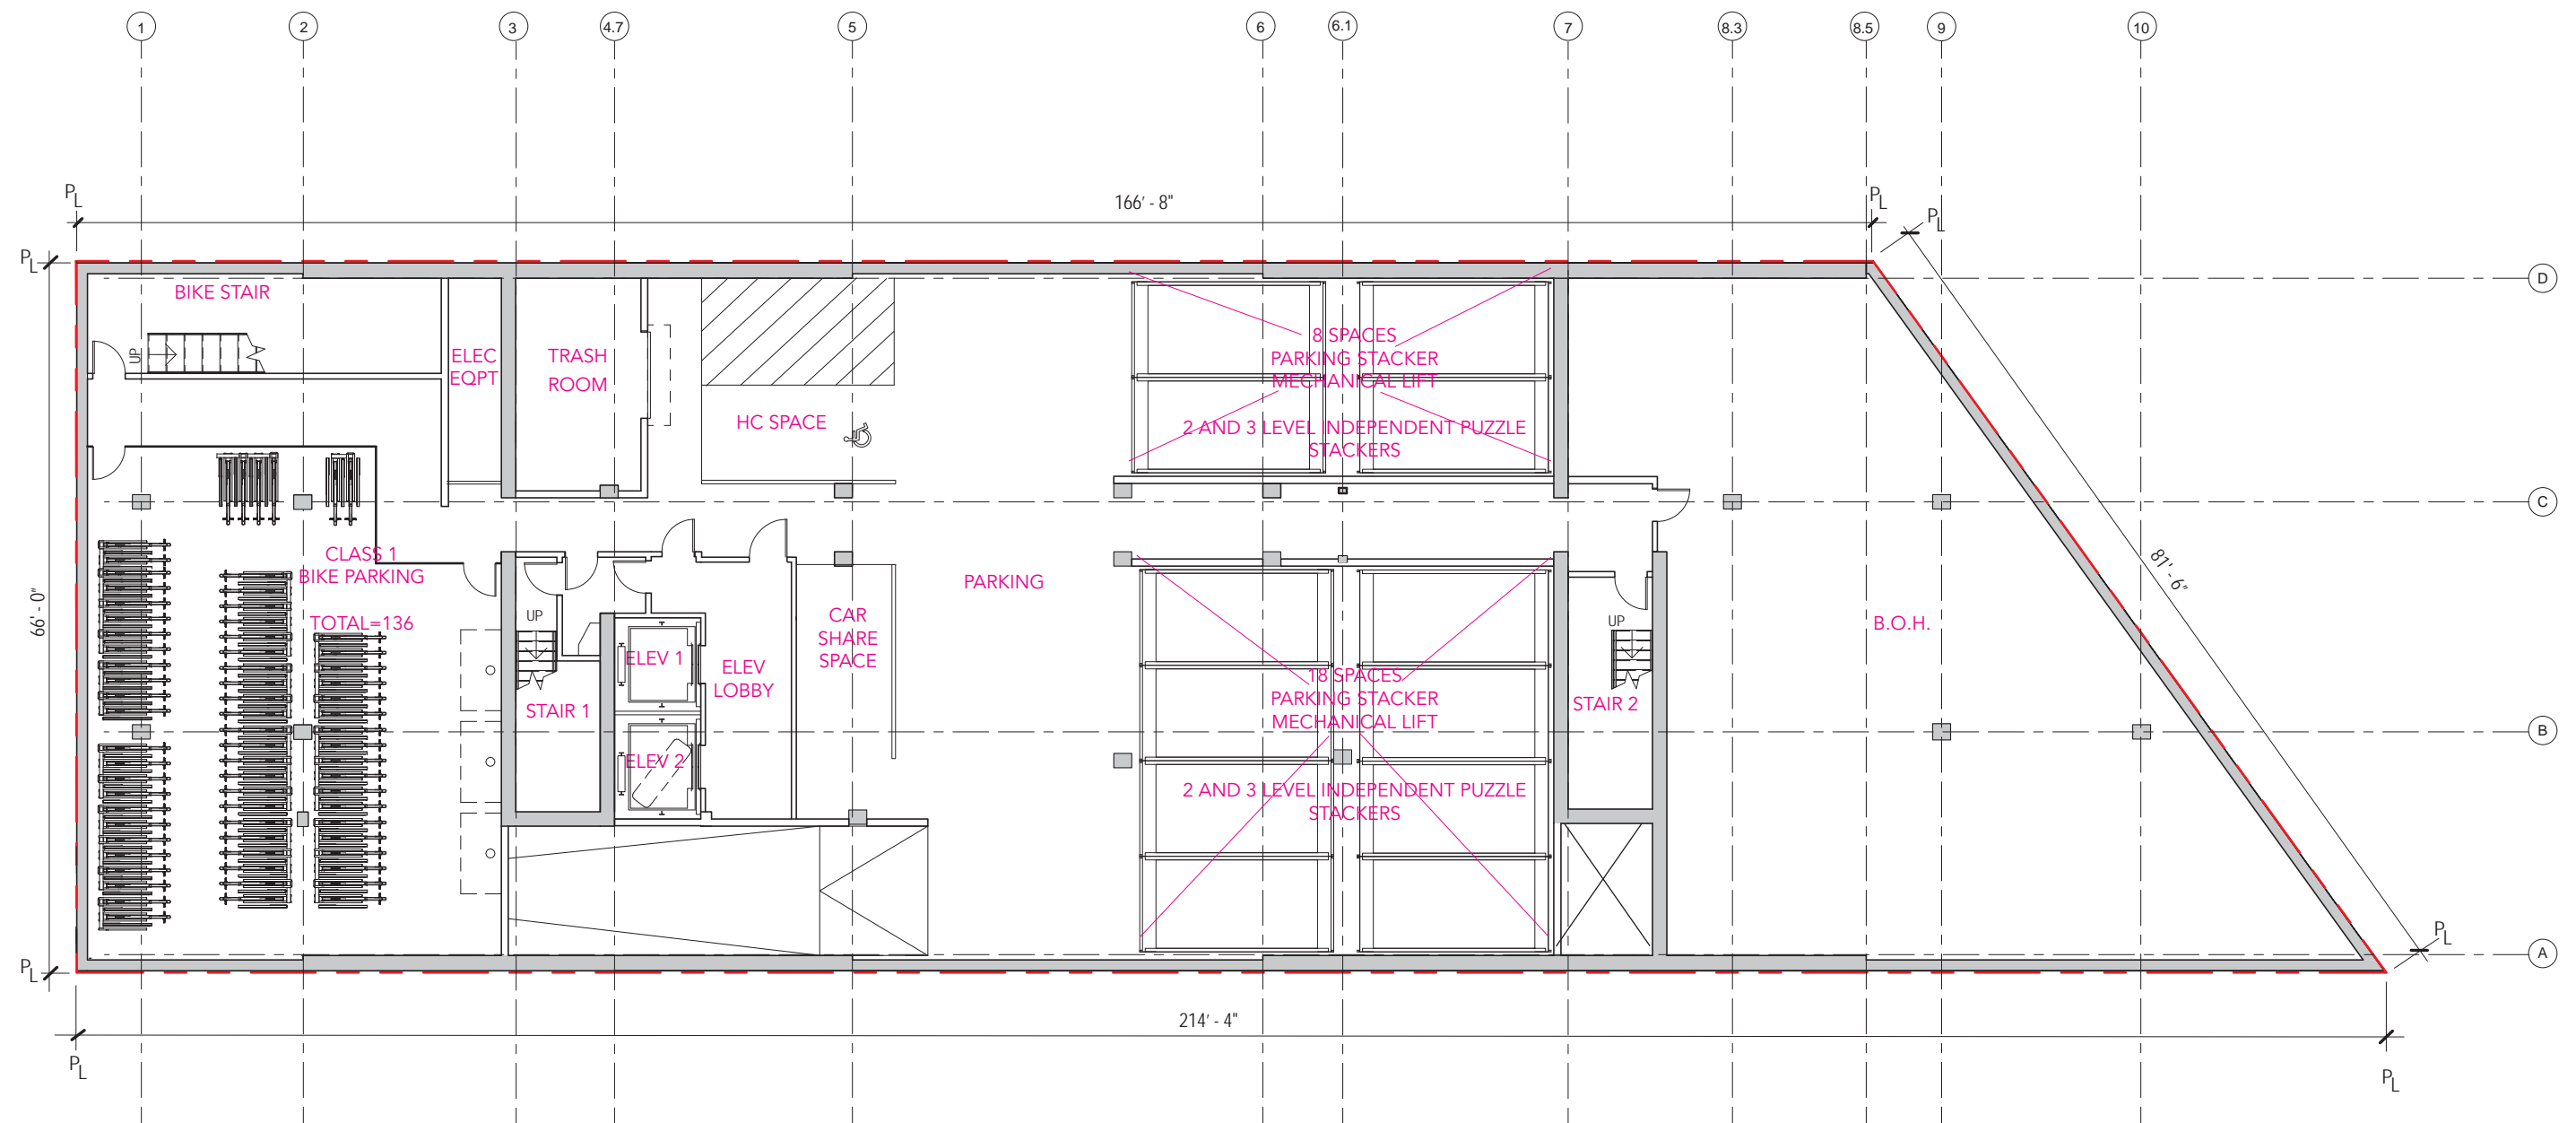 1
2
3
4.7
5
6
6.1
7
8.3
8.5
9
10
PL
166' - 8"
PL
PL
PL
D
BIKE STAIR
UP
ELEC
EQPT
TRASH
ROOM
HC SPACE
8 SPACES
PARKING STACKER
MECHANICAL LIFT
2 AND 3 LEVEL INDEPENDENT PUZZLE
STACKERS
C
CLASS 1
BIKE PARKING
TOTAL=136
66' - 0"
UP
STAIR 1
ELEV 1
ELEV 2
ELEV
LOBBY
CAR
SHARE
SPACE
PARKING
18 SPACES
PARKING STACKER
MECHANICAL LIFT
2 AND 3 LEVEL INDEPENDENT PUZZLE
STACKERS
UP
STAIR 2
B.O.H.
81' - 6"
B
PL
PL
A
214' - 4"
PL
PL